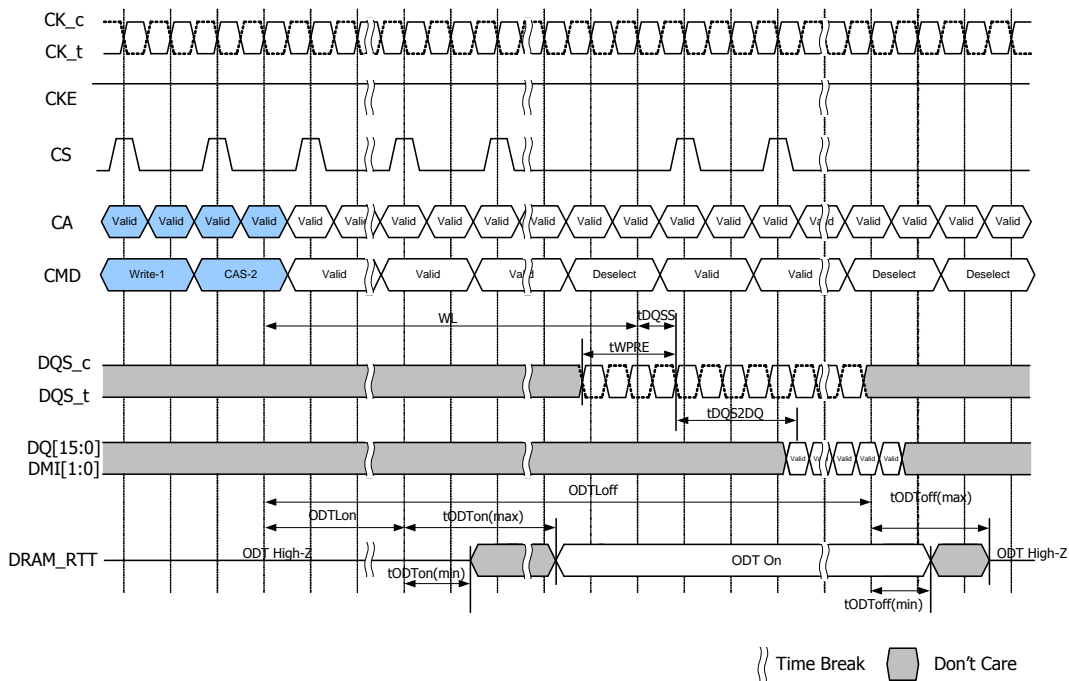 CK_c
CK_t
CKE
CS
CA Valid Valid Valid Valid Valid Valid Valid Valid Valid Valid Valid Valid Valid Valid Valid Valid Valid Valid Valid Valid
CMD Write-1 CAS-2 Valid Valid Valid Deselect Valid Valid Deselect Deselect
WL tDQSS
tWPRE
DQS_c
DQS_t
tDQS2DQ
DQ[15:0]
DMI[1:0] Valid Valid Valid Valid Valid
ODTLoff tODToff(max)
ODTLon tODTon(max)
DRAM_RTT ODT High-Z ODT On ODT High-Z
tODTon(min)
tODToff(min)
Time Break Don't Care